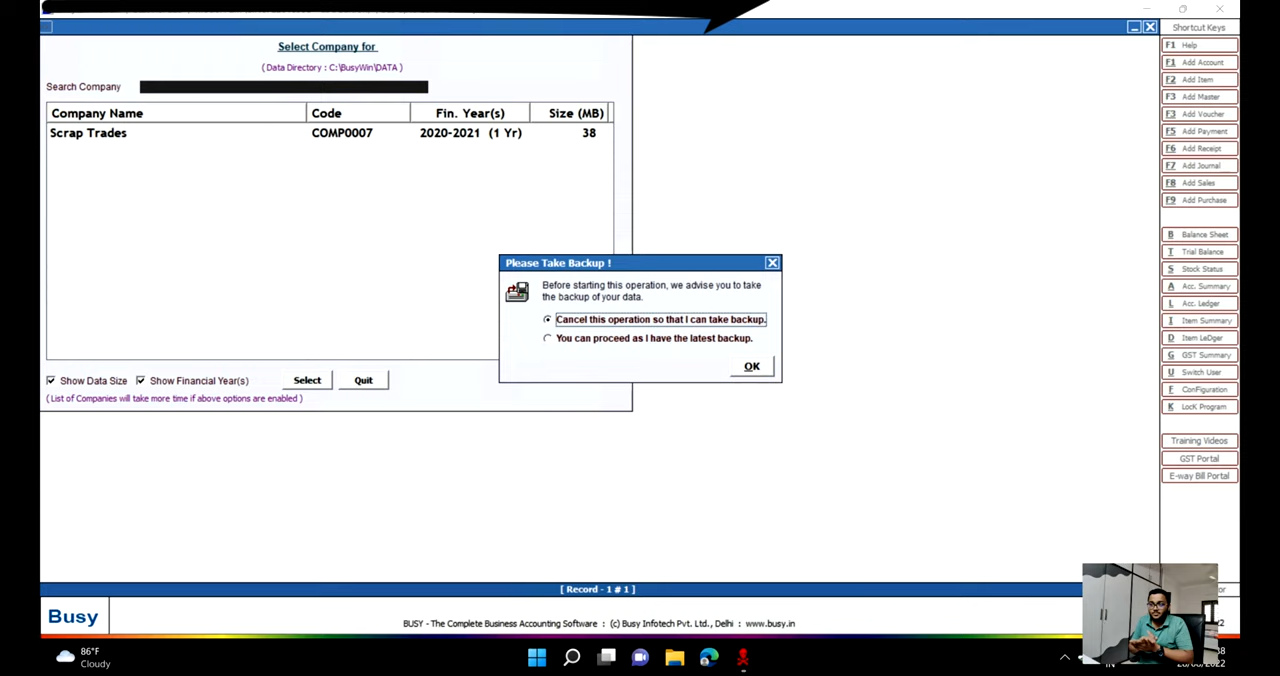 Select Company for
( Data Directory : C:\BusyWin\DATA )
Search Company
Company Name Code Fin. Year(s) Size (MB)
Scrap Trades COMP0007 2020-2021 (1 Yr) 38
Please Take Backup !
Before starting this operation, we advise you to take
the backup of your data.
Cancel this operation so that I can take backup.
You can proceed as I have the latest backup.
OK
Show Data Size Show Financial Year(s) Select Quit
( List of Companies will take more time if above options are enabled )
Shortcut Keys
F1 Help
F1 Add Account
F2 Add Item
F3 Add Master
F3 Add Voucher
F5 Add Payment
F6 Add Receipt
F7 Add Journal
F8 Add Sales
F9 Add Purchase
B Balance Sheet
T Trial Balance
S Stock Status
A Acc. Summary
L Acc. Ledger
I Item Summary
D Item LeDger
G GST Summary
U Switch User
F ConFiguration
K LocK Program
Training Videos
GST Portal
E-way Bill Portal
[ Record - 1 # 1 ]
Busy
BUSY - The Complete Business Accounting Software : (c) Busy Infotech Pvt. Ltd., Delhi : www.busy.in
86°F
Cloudy